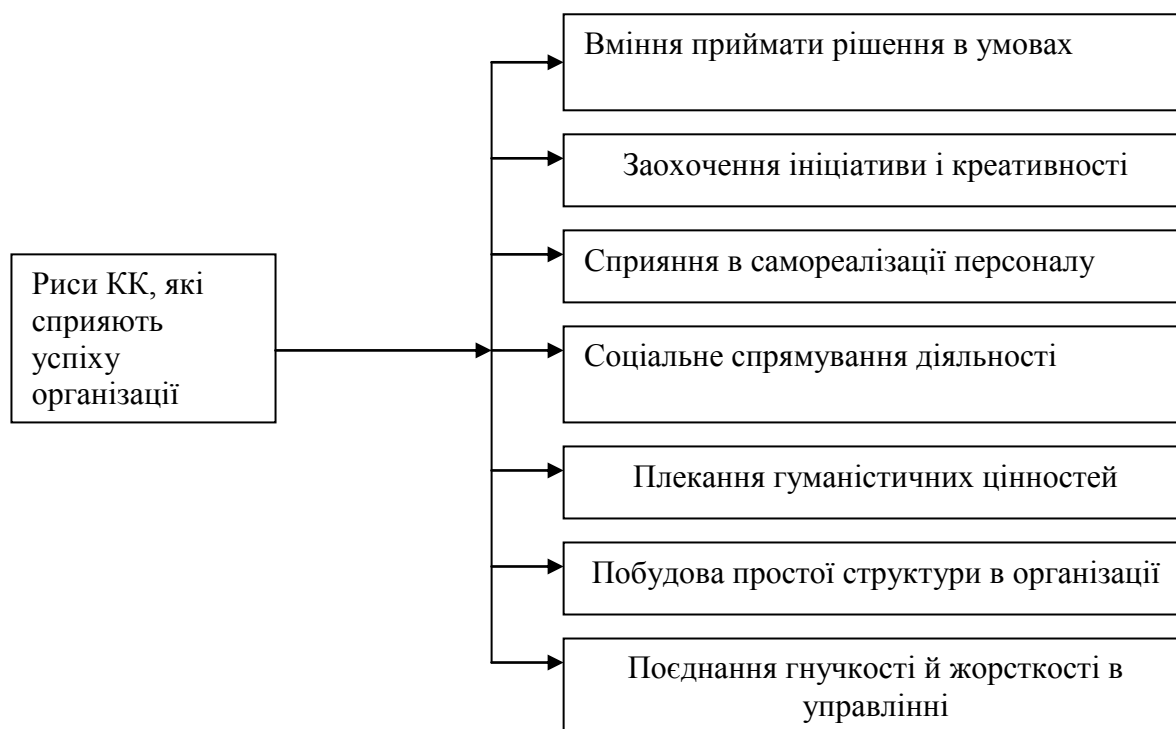 Вміння приймати рішення в умовах
Заохочення ініціативи і креативності
Сприяння в самореалізації персоналу
Риси КК, які
сприяють
успіху
організації
Соціальне спрямування діяльності
Плекання гуманістичних цінностей
Побудова простої структури в організації
Поєднання гнучкості й жорсткості в
управлінні